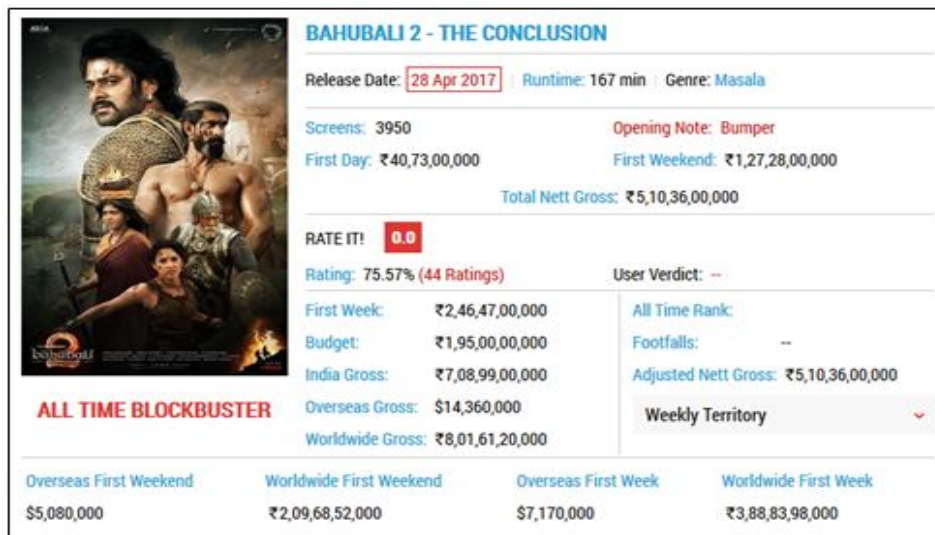 BAHUBALI 2 - THE CONCLUSION
Release Date: 28 Apr 2017 Runtime: 167 min Genre: Masala
Screens: 3950 Opening Note: Bumper
First Day: ₹40,73,00,000 First Weekend: ₹1,27,28,00,000
Total Nett Gross: ₹5,10,36,00,000
RATE IT! 0.0
Rating: 75.57% (44 Ratings) User Verdict: --
First Week: ₹2,46,47,00,000 All Time Rank:
Budget: ₹1,95,00,00,000 Footfalls: --
India Gross: ₹7,08,99,00,000 Adjusted Nett Gross: ₹5,10,36,00,000
Overseas Gross: $14,360,000 Weekly Territory
Worldwide Gross: ₹8,01,61,20,000
2
bahubali
ALL TIME BLOCKBUSTER
Overseas First Weekend Worldwide First Weekend Overseas First Week Worldwide First Week
$5,080,000 ₹2,09,68,52,000 $7,170,000 ₹3,88,83,98,000